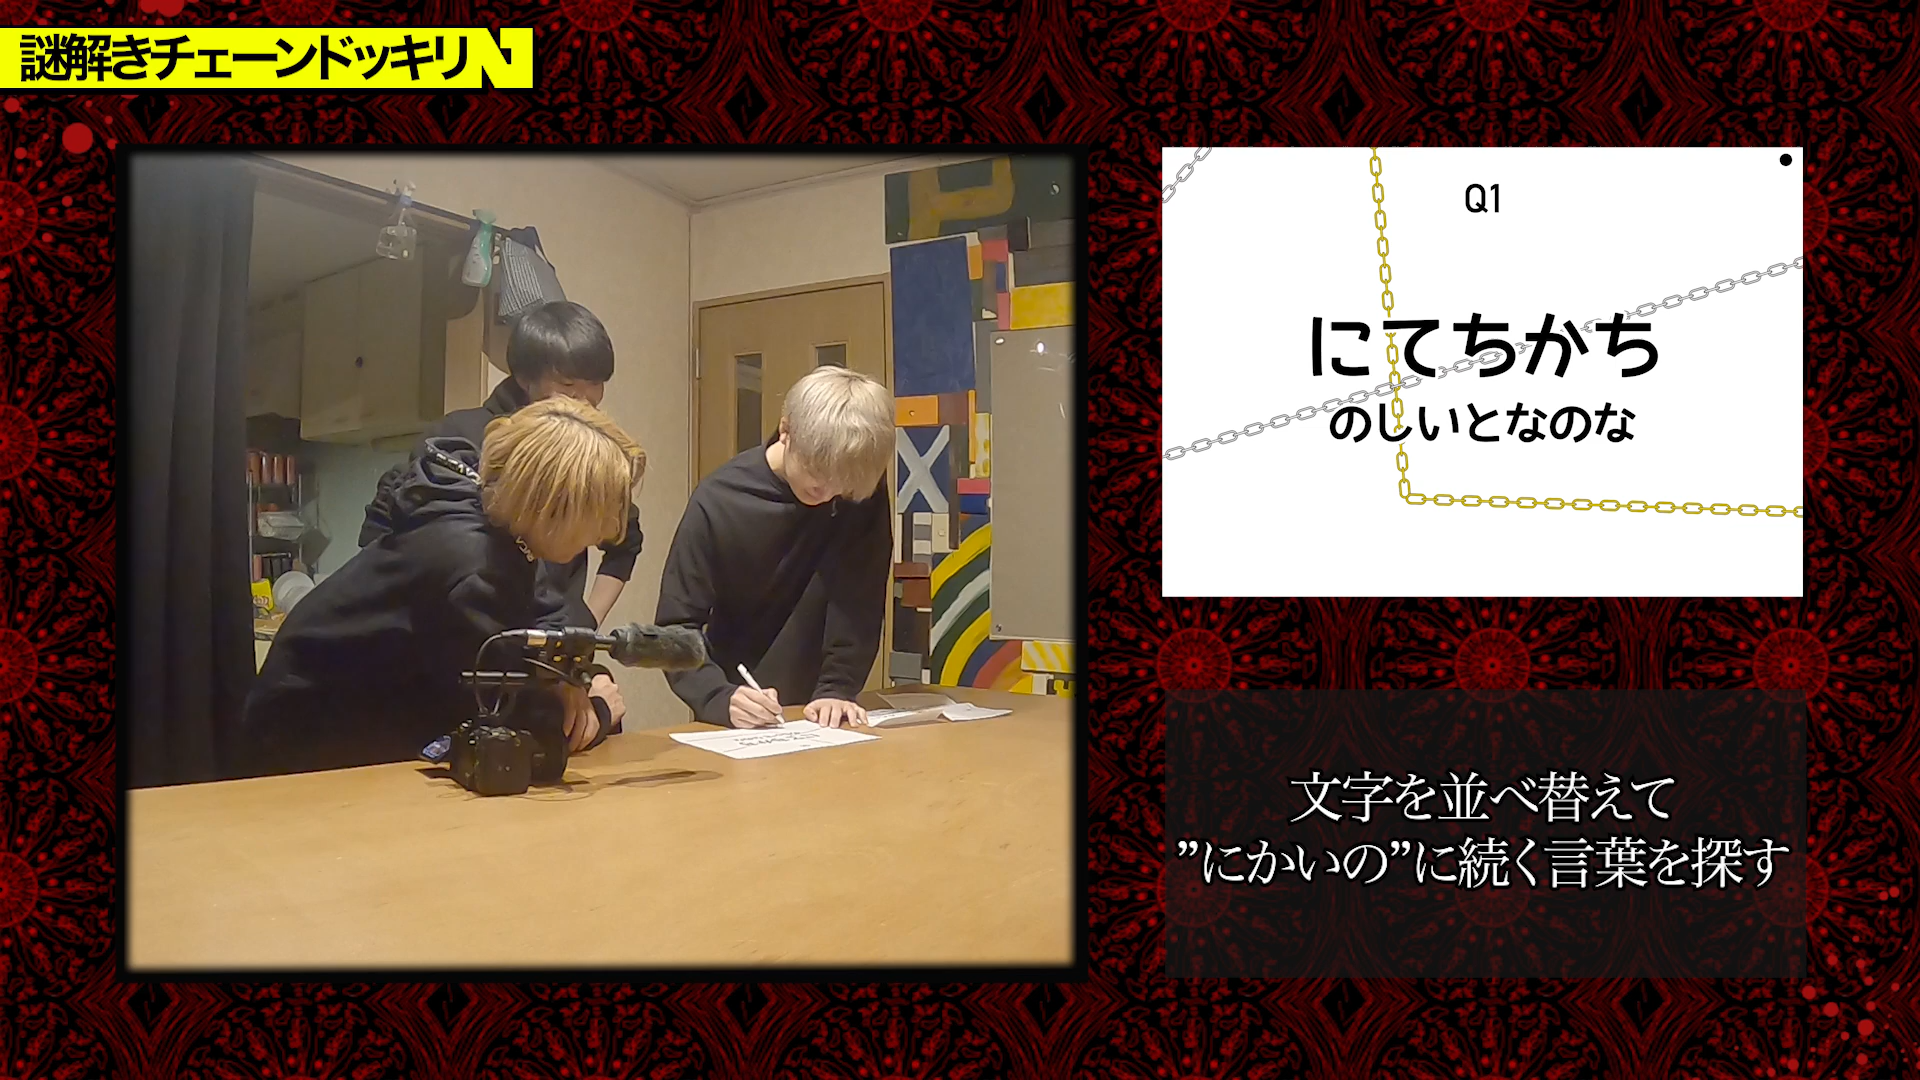 謎解きチェーンドッキリN
Q1
にてちかち
のしいとなのな
文字を並べ替えて
”にかいの”に続く言葉を探す